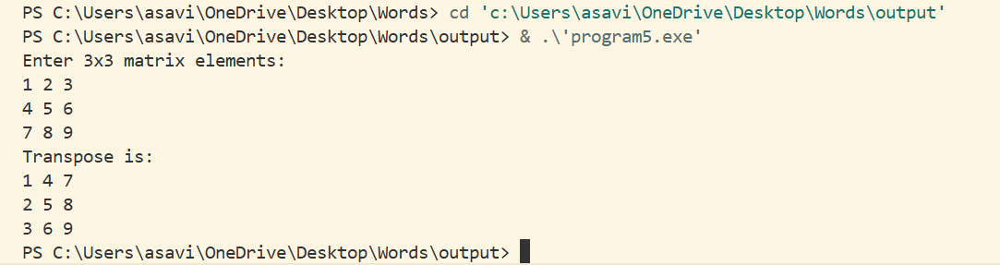 PS C:\Users\asavi\OneDrive\Desktop\Words> cd 'c:\Users\asavi\OneDrive\Desktop\Words\output'
PS C:\Users\asavi\OneDrive\Desktop\Words\output> & .\'program5.exe'
Enter 3x3 matrix elements:
1 2 3
4 5 6
7 8 9
Transpose is:
1 4 7
2 5 8
3 6 9
PS C:\Users\asavi\OneDrive\Desktop\Words\output>